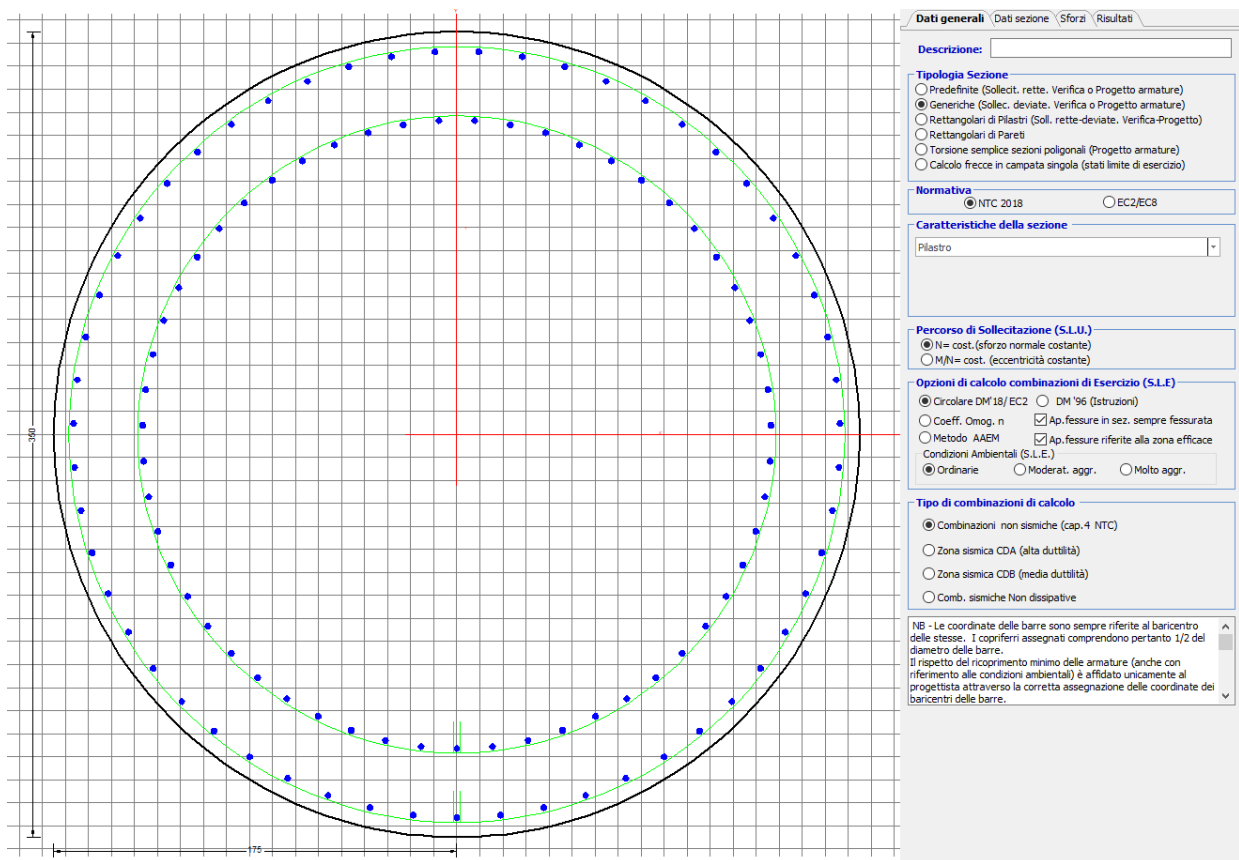 Dati generali Dati sezione Sforzi Risultati
Descrizione:
Tipologia Sezione
Predefinite (Sollecit. rette. Verifica o Progetto armature)
Generiche (Sollec. deviate. Verifica o Progetto armature)
Rettangolari di Pilastri (Soll. rette-deviate. Verifica-Progetto)
Rettangolari di Pareti
Torsione semplice sezioni poligonali (Progetto armature)
Calcolo frecce in campata singola (stati limite di esercizio)
Normativa
NTC 2018 EC2/EC8
Caratteristiche della sezione
Pilastro
Percorso di Sollecitazione (S.L.U.)
N= cost.(sforzo normale costante)
M/N= cost. (eccentricità costante)
Opzioni di calcolo combinazioni di Esercizio (S.L.E)
Circolare DM'18/ EC2 DM '96 (Istruzioni)
Coeff. Omog. n Ap.fessure in sez. sempre fessurata
Metodo AAEM Ap.fessure riferite alla zona efficace
Condizioni Ambientali (S.L.E.)
Ordinarie Moderat. aggr. Molto aggr.
Tipo di combinazioni di calcolo
Combinazioni non sismiche (cap.4 NTC)
Zona sismica CDA (alta duttilità)
Zona sismica CDB (media duttilità)
Comb. sismiche Non dissipative
NB - Le coordinate delle barre sono sempre riferite al baricentro
delle stesse. I copriferri assegnati comprendono pertanto 1/2 del
diametro delle barre.
Il rispetto del ricoprimento minimo delle armature (anche con
riferimento alle condizioni ambientali) è affidato unicamente al
progettista attraverso la corretta assegnazione delle coordinate dei
baricentri delle barre.
350
175